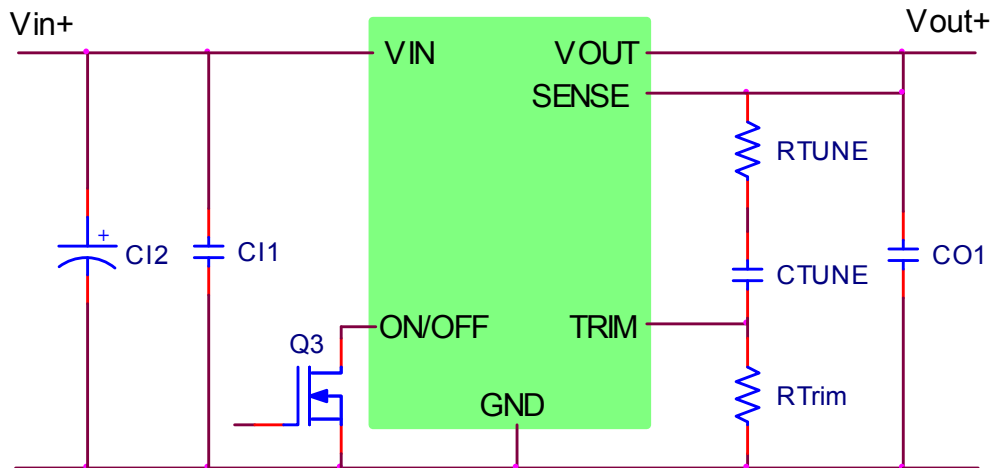 Vin+
Vout+
VIN
VOUT
SENSE
RTUNE
+
CI2
CI1
CTUNE
CO1
ON/OFF
TRIM
Q3
RTrim
GND